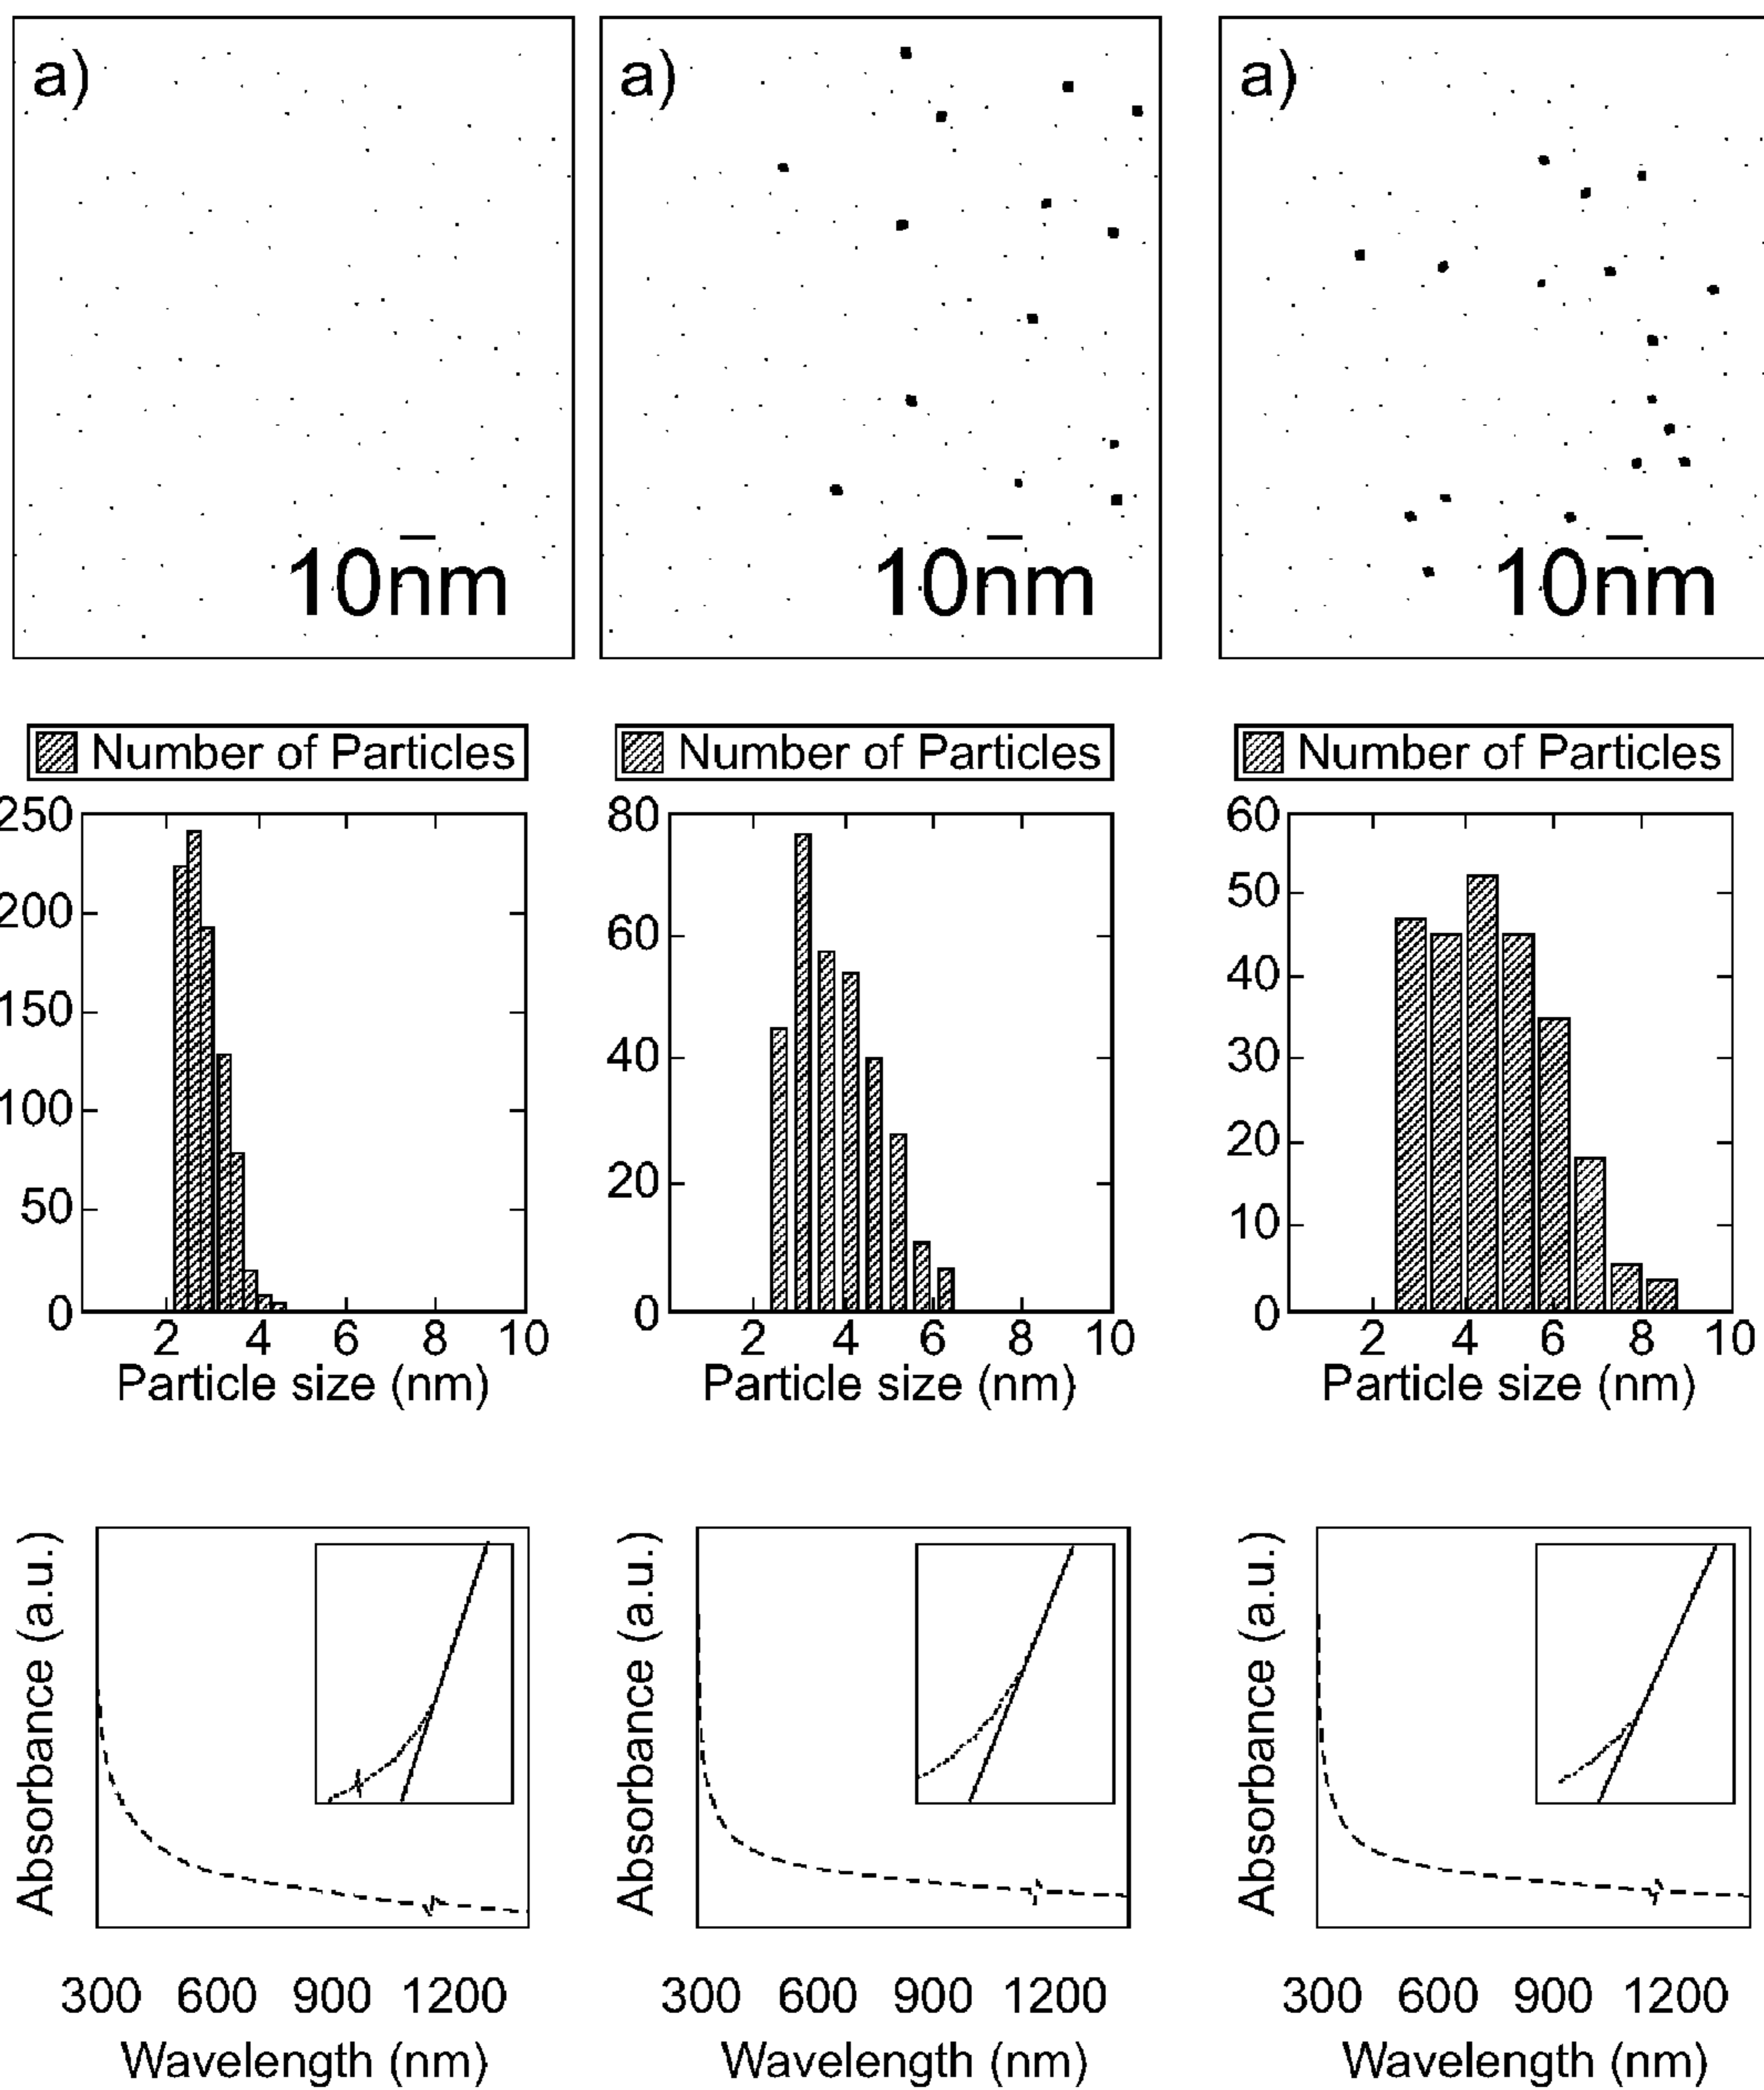 a) a) a)
10nm 10nm 10nm
Number of Particles Number of Particles Number of Particles
250 80 60
200 60 50
150 40 40
100 20 30
50 0 20
0 10
0
2 4 6 8 10 2 4 6 8 10 2 4 6 8 10
Particle size (nm) Particle size (nm) Particle size (nm)
Absorbance (a.u.) Absorbance (a.u.) Absorbance (a.u.)
300 600 900 1200 300 600 900 1200 300 600 900 1200
Wavelength (nm) Wavelength (nm) Wavelength (nm)